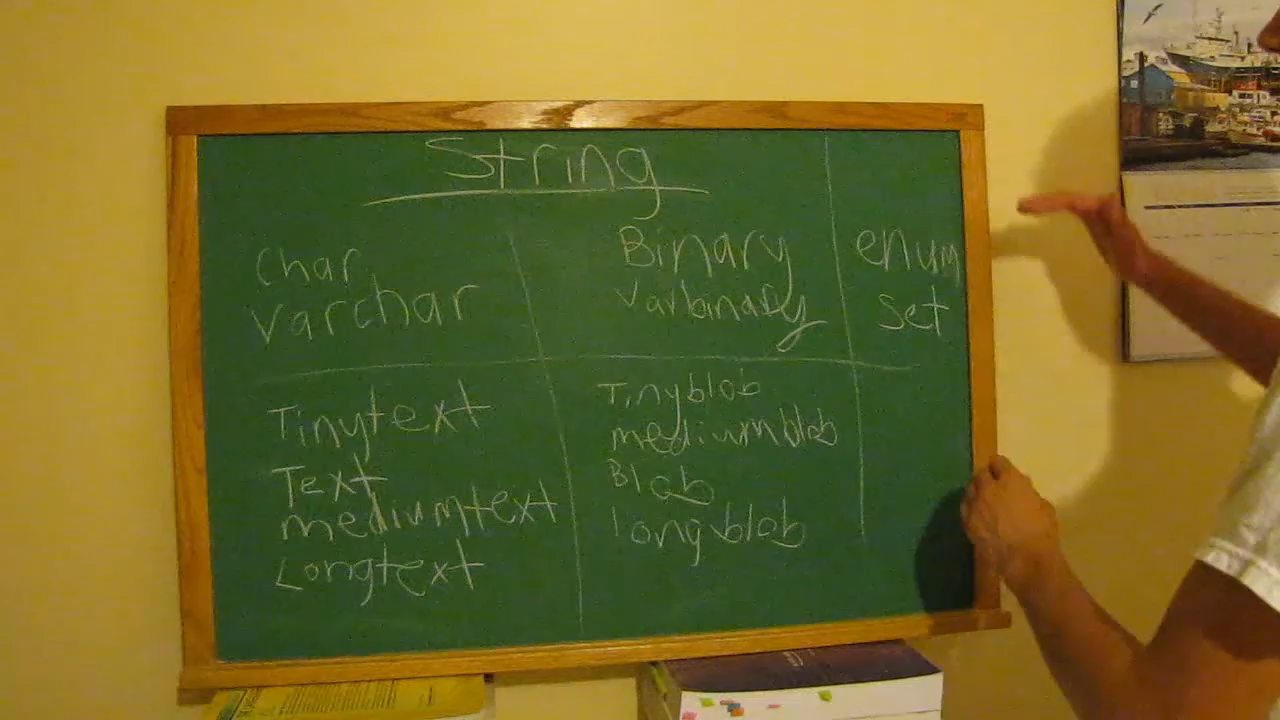 String
Char
Varchar
Binary
Varbinary
enum
set
Tinytext
Text
mediumtext
Longtext
Tinyblob
mediumblob
Blob
longblob